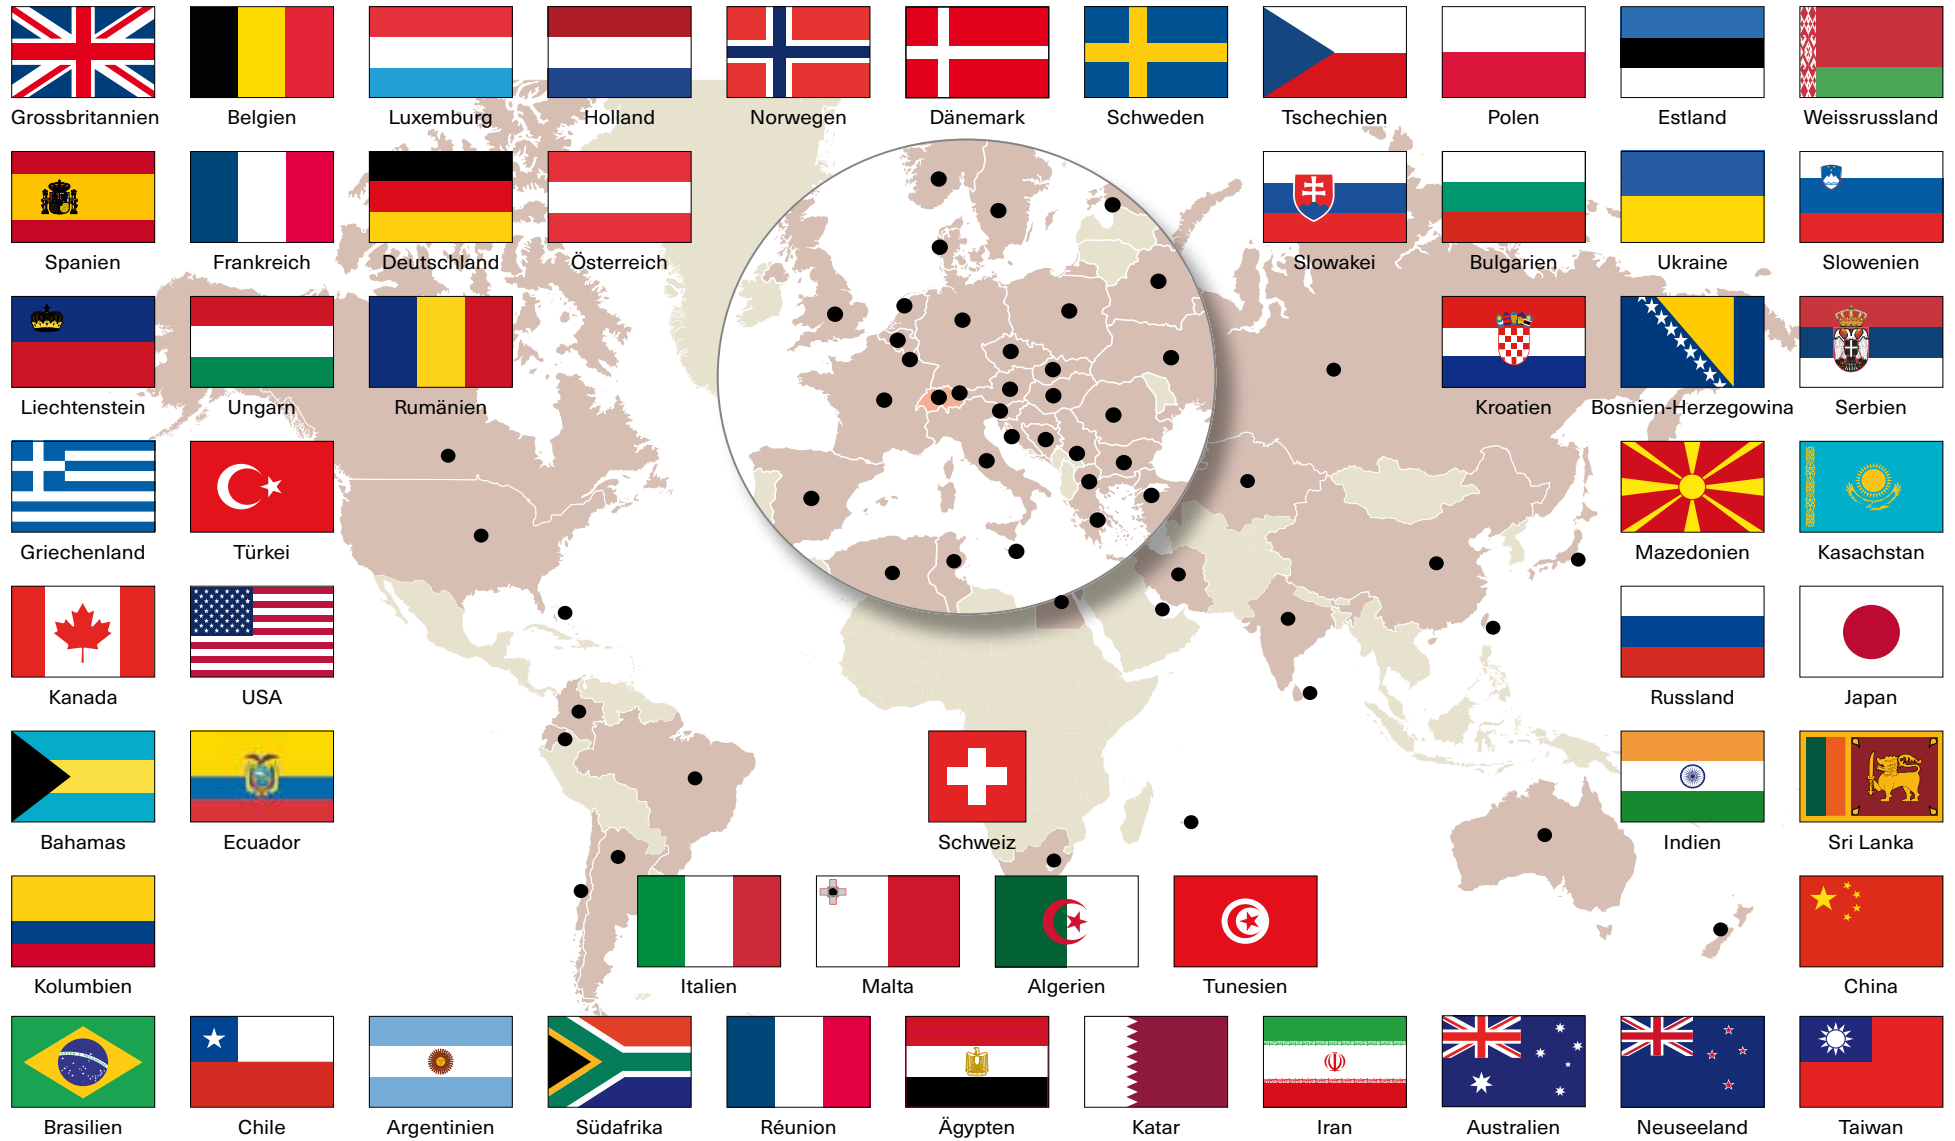 Grossbritannien Belgien Luxemburg Holland Norwegen Dänemark Schweden Tschechien Polen Estland Weissrussland
Spanien Frankreich Deutschland Österreich Slowakei Bulgarien Ukraine Slowenien
Liechtenstein Ungarn Rumänien Kroatien Bosnien-Herzegowina Serbien
Griechenland Türkei Mazedonien Kasachstan
Kanada USA Russland Japan
Bahamas Ecuador Schweiz Indien Sri Lanka
Kolumbien Italien Malta Algerien Tunesien China
Brasilien Chile Argentinien Südafrika Réunion Ägypten Katar Iran Australien Neuseeland Taiwan